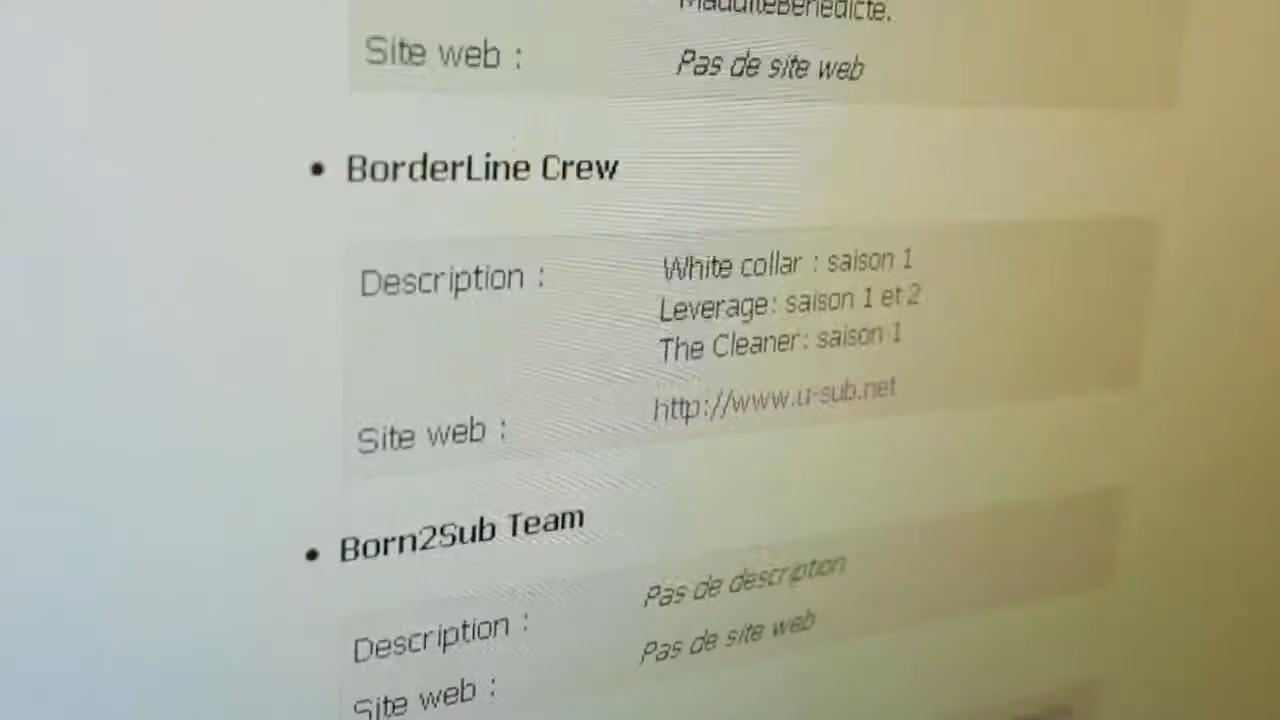 MauditeBénédicte.
Site web : Pas de site web
• BorderLine Crew
Description : White collar : saison 1
Leverage: saison 1 et 2
The Cleaner: saison 1
Site web : http://www.u-sub.net
• Born2Sub Team
Description : Pas de description
Site web : Pas de site web